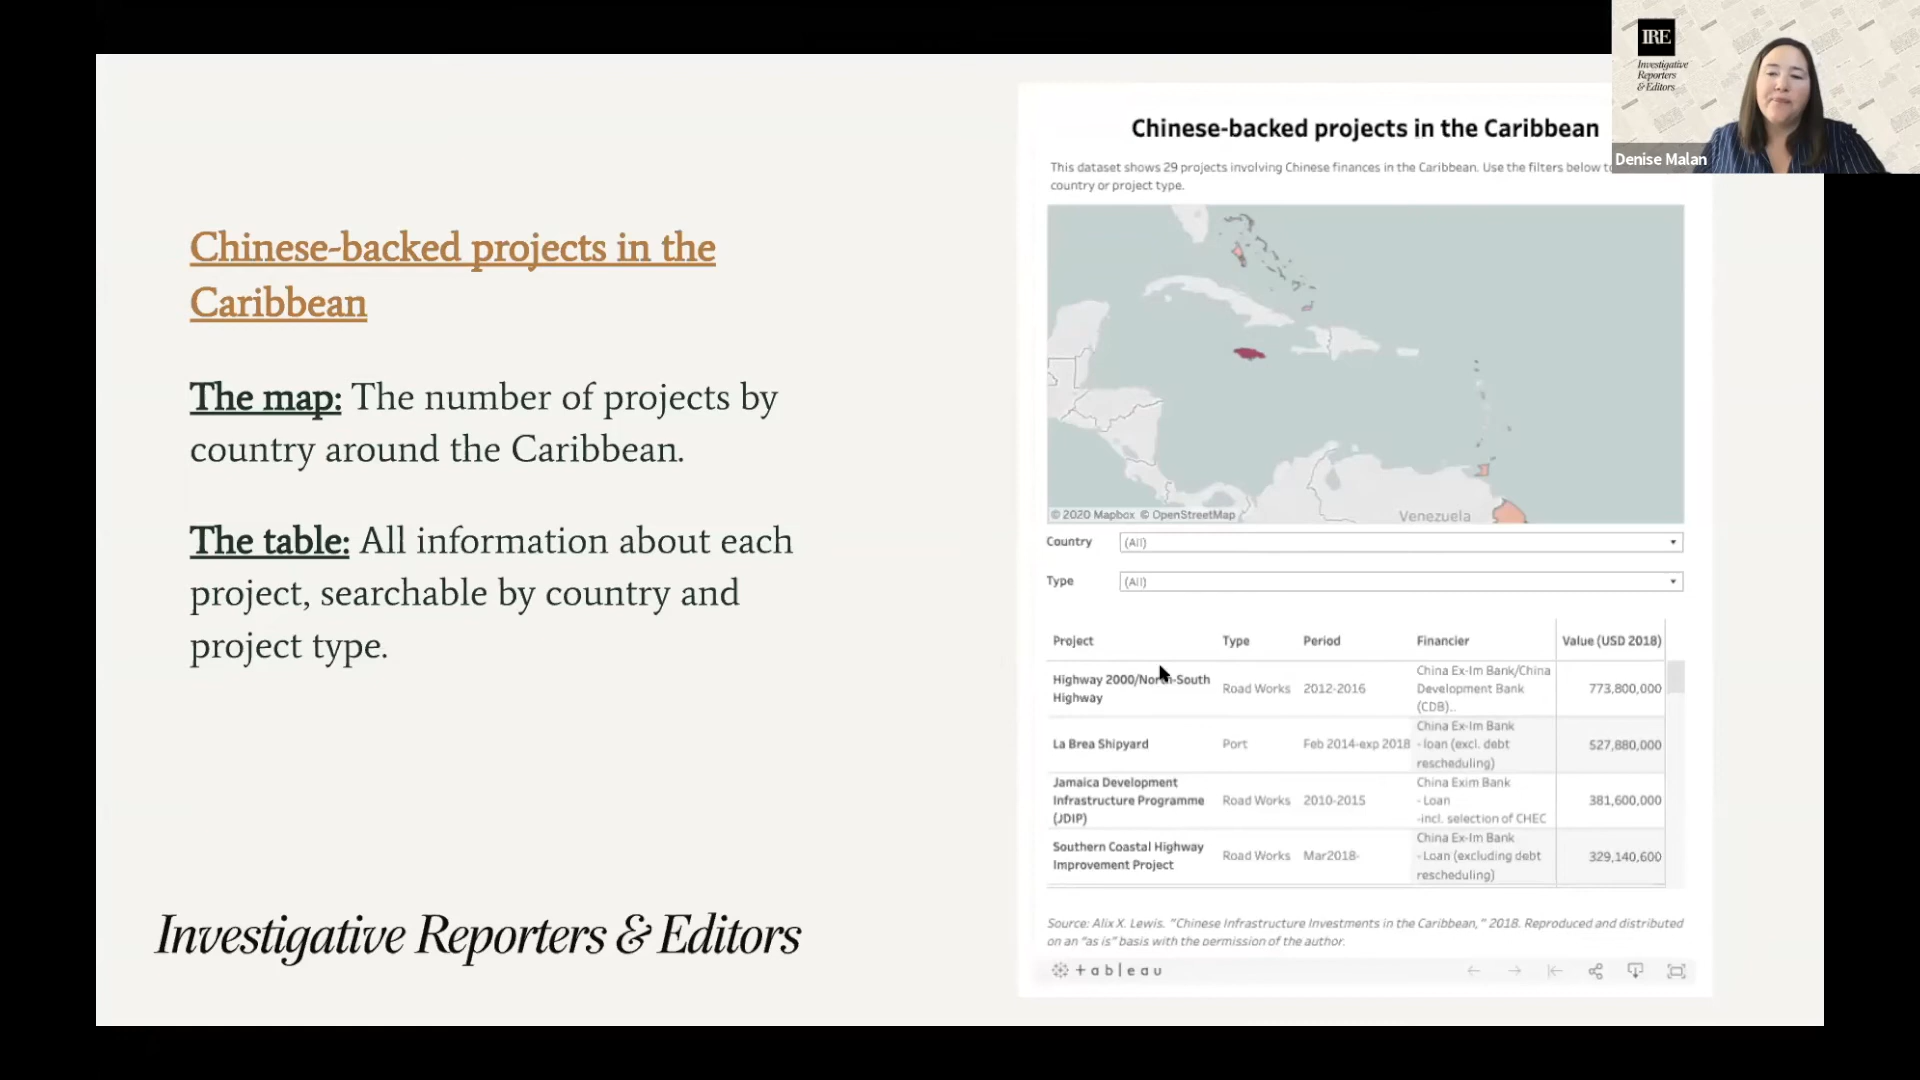 IRE
Investigative
Reporters
& Editors
Denise Malan
Chinese-backed projects in the
Caribbean
The map: The number of projects by
country around the Caribbean.
The table: All information about each
project, searchable by country and
project type.
Investigative Reporters & Editors
Chinese-backed projects in the Caribbean
This dataset shows 29 projects involving Chinese finances in the Caribbean. Use the filters below
country or project type.
Venezuela
© 2020 Mapbox © OpenStreetMap
Country (All)
Type (All)
Project Type Period Financier Value (USD 2018)
Highway 2000/North-South
Highway
Road Works 2012-2016
China Ex-Im Bank/China
Development Bank
(CDB)..
773,800,000
La Brea Shipyard Port Feb 2014-exp 2018
China Ex-Im Bank
- loan (excl. debt
rescheduling)
527,880,000
Jamaica Development
Infrastructure Programme
(JDIP)
Road Works 2010-2015
China Exim Bank
- Loan
-incl. selection of CHEC
381,600,000
Southern Coastal Highway
Improvement Project
Road Works Mar2018-
China Ex-Im Bank
- Loan (excluding debt
rescheduling)
329,140,600
Source: Alix X. Lewis. "Chinese Infrastructure Investments in the Caribbean," 2018. Reproduced and distributed
on an "as is" basis with the permission of the author.
+ a b l e a u